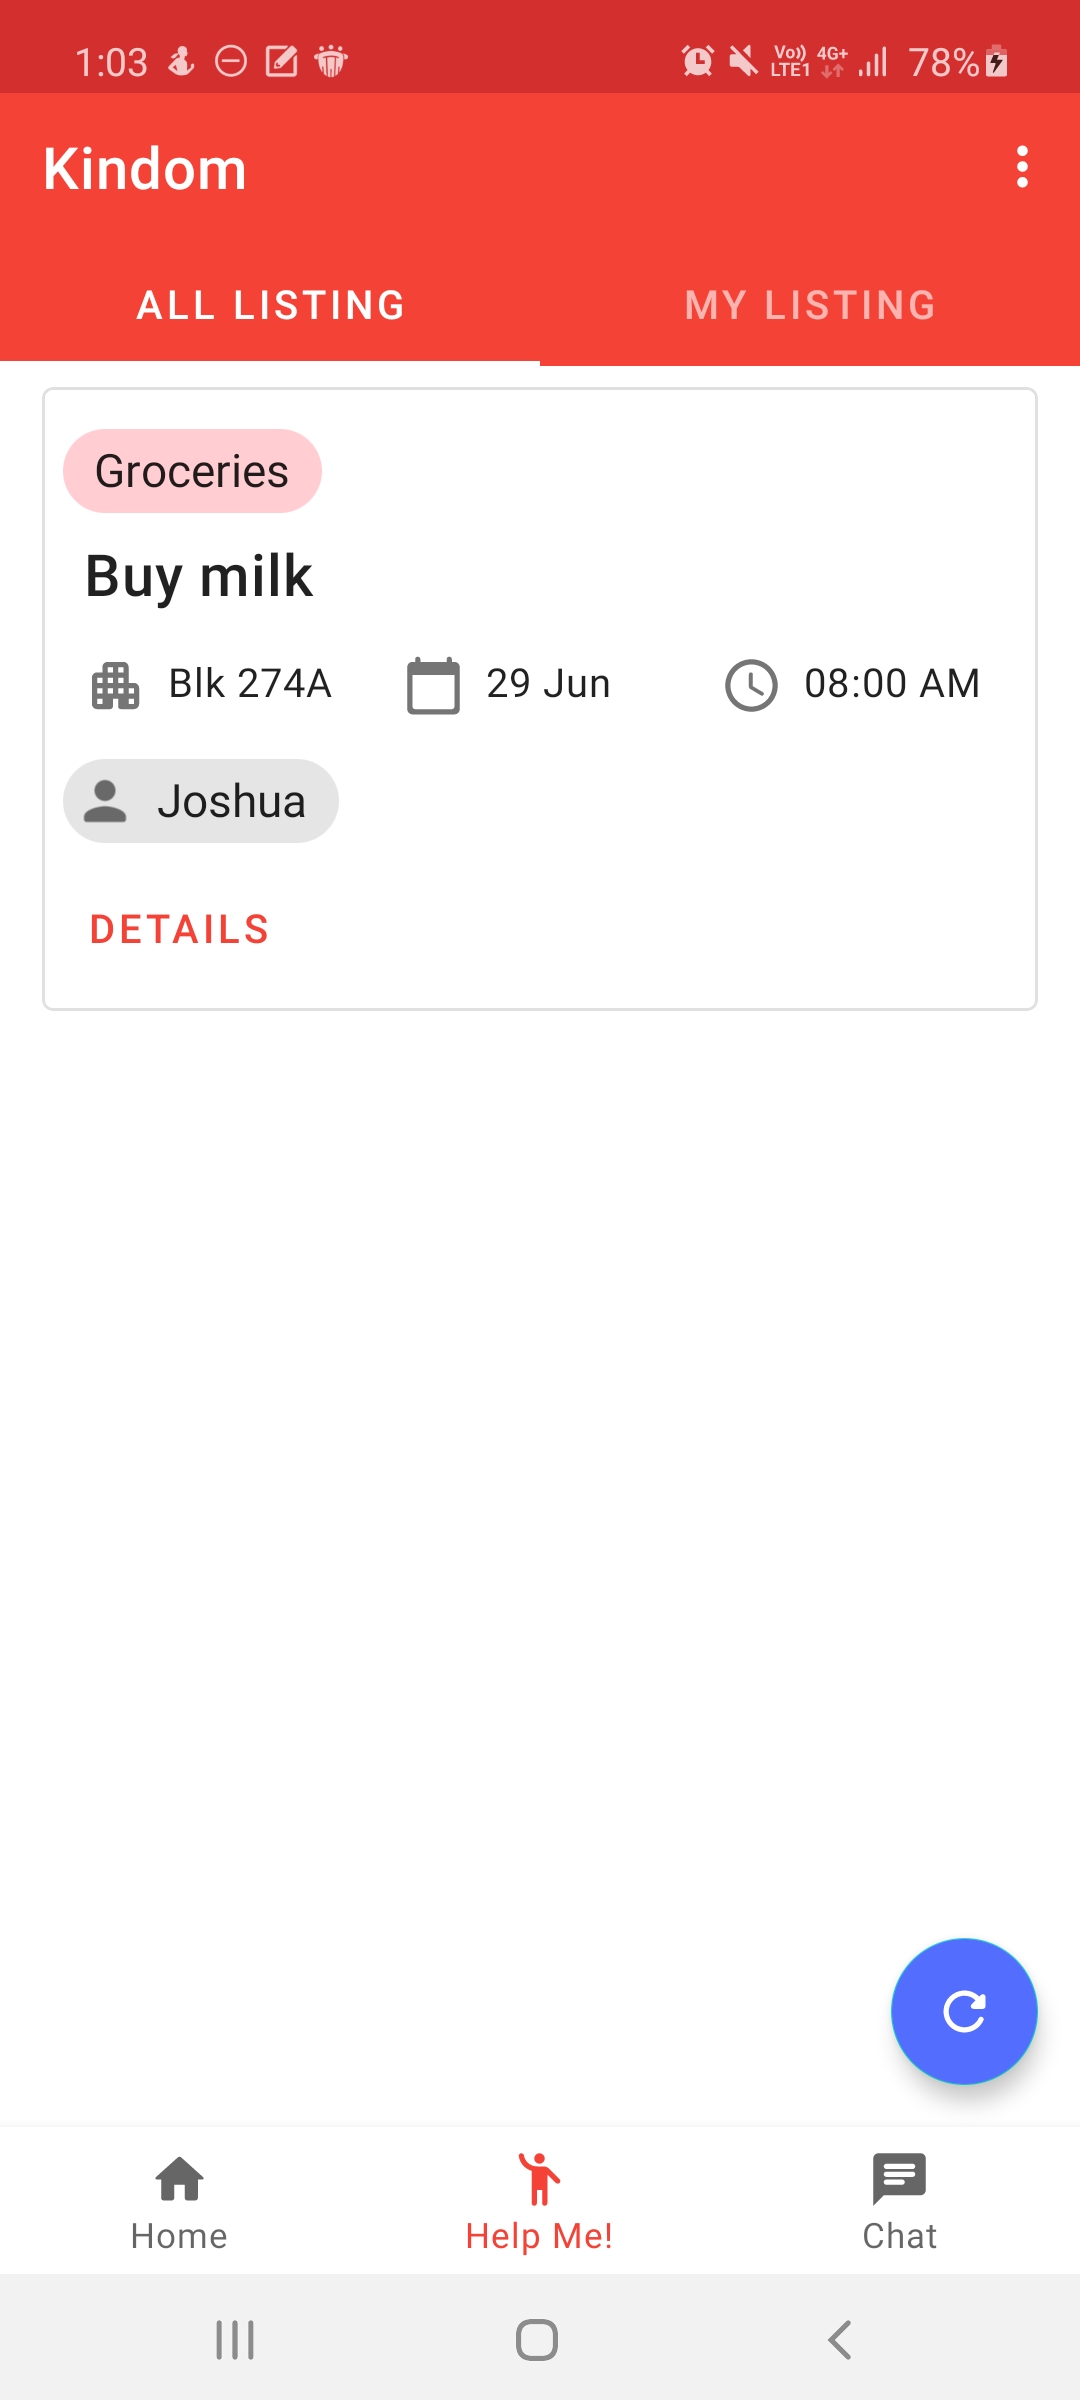 1:03 Vo)) LTE1 4G+ 78%
Kindom
ALL LISTING MY LISTING
Groceries
Buy milk
Blk 274A 29 Jun 08:00 AM
Joshua
DETAILS
Home Help Me! Chat